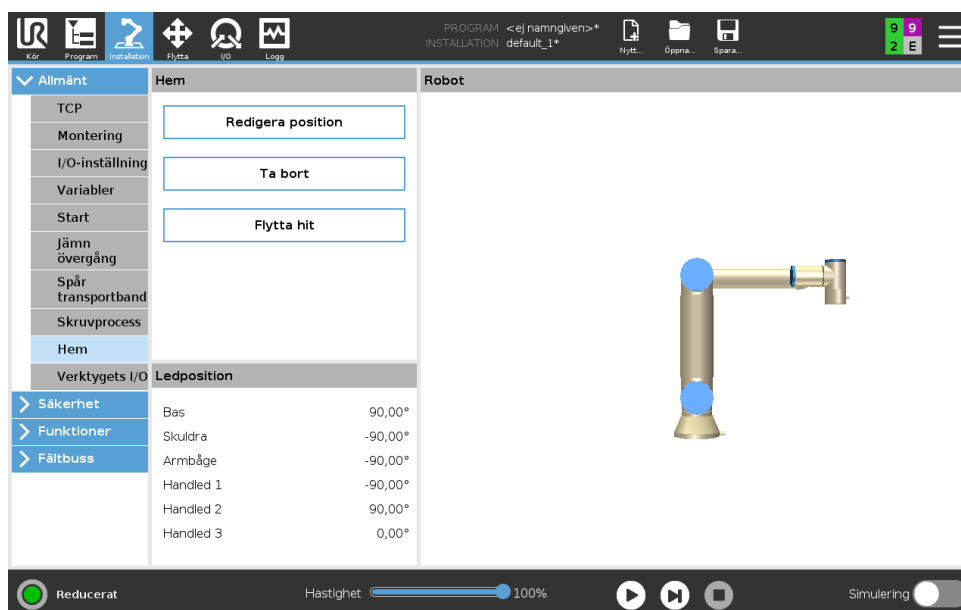 UR
PROGRAM <ej namngiven>*
INSTALLATION default_1*
Kör Program Installation Flytta I/O Logg
Nytt... Öppna... Spara...
9 9
2 E
Allmänt
TCP
Montering
I/O-inställning
Variabler
Start
Jämn
övergång
Spår
transportband
Skruvprocess
Hem
Verktygets I/O
Säkerhet
Funktioner
Fältbuss
Hem
Redigera position
Ta bort
Flytta hit
Ledposition
Bas 90,00°
Skuldra -90,00°
Armbåge -90,00°
Handled 1 -90,00°
Handled 2 90,00°
Handled 3 0,00°
Robot
Reducerat
Hastighet 100%
Simulering